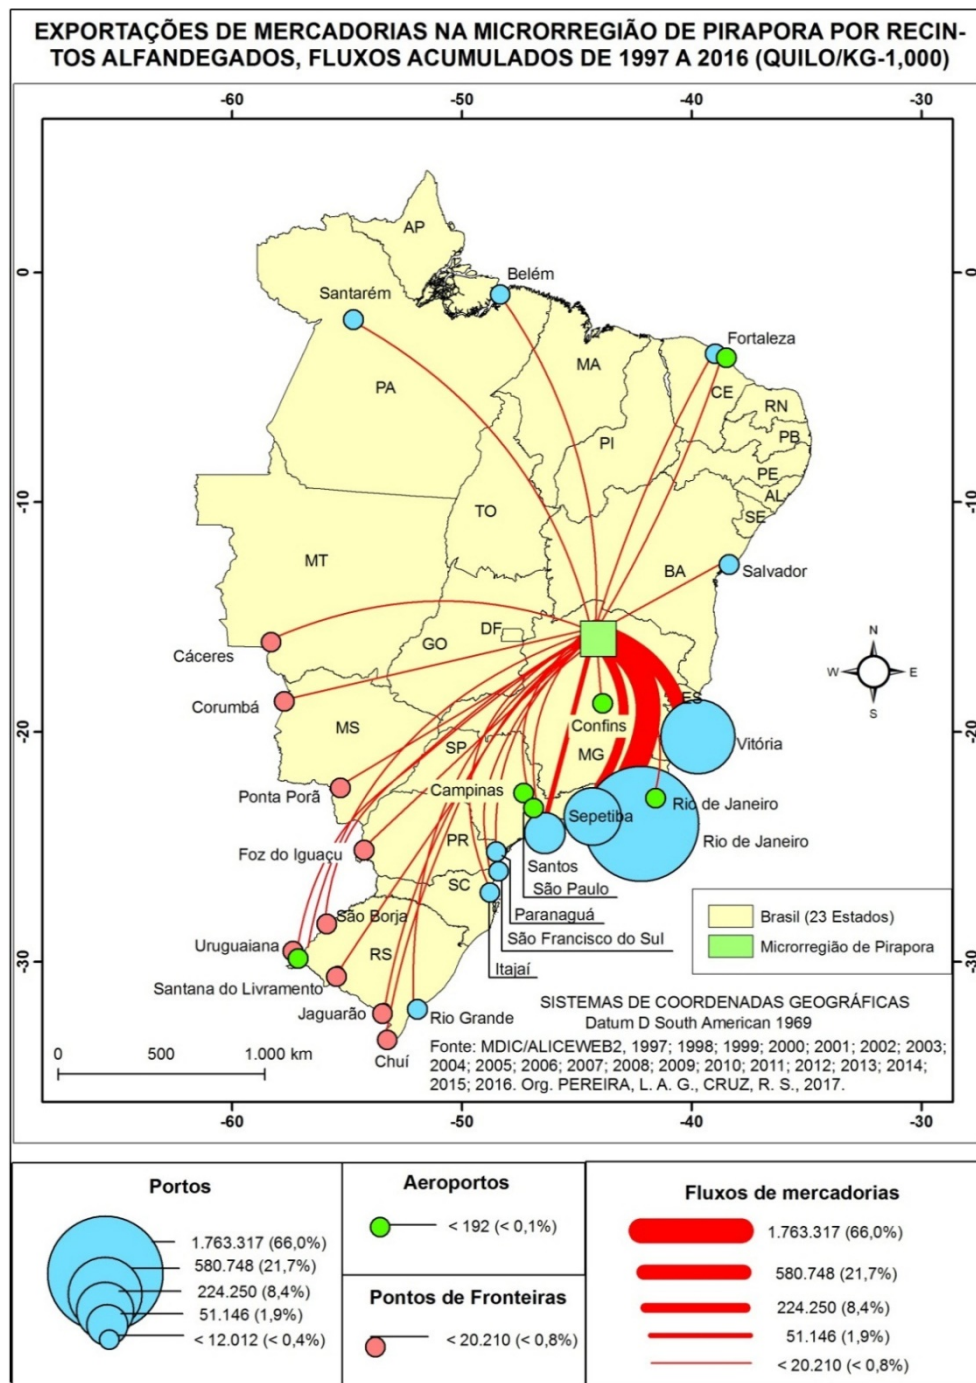 EXPORTAÇÕES DE MERCADORIAS NA MICRORREGIÃO DE PIRAPORA POR RECIN-
TOS ALFANDEGADOS, FLUXOS ACUMULADOS DE 1997 A 2016 (QUILO/KG-1,000)
-60 -50 -40 -30
AP
0 0
Belém
Santarém
Fortaleza
MA
PA
CE
RN
PI
PB
PE
-10 -10
AL
TO
SE
MT
BA
Salvador
DF
GO
N
Cáceres
W E
ES
Corumbá
S
Confins
MS
-20 -20
SP
Vitória
MG
Campinas
Ponta Porã
Rio de Janeiro
Sepetiba
PR
Rio de Janeiro
Foz do Iguaçu
Santos
SC
São Paulo
São Borja
Paranaguá
Brasil (23 Estados)
São Francisco do Sul
Uruguaiana
RS
Microrregião de Pirapora
-30 -30
Itajaí
Santana do Livramento
SISTEMAS DE COORDENADAS GEOGRÁFICAS
Jaguarão
Rio Grande
Datum D South American 1969
Chuí
0 500 1.000 km
Fonte: MDIC/ALICEWEB2, 1997; 1998; 1999; 2000; 2001; 2002; 2003;
2004; 2005; 2006; 2007; 2008; 2009; 2010; 2011; 2012; 2013; 2014;
2015; 2016. Org. PEREIRA, L. A. G., CRUZ, R. S., 2017.
-60 -50 -40 -30
Portos
1.763.317 (66,0%)
580.748 (21,7%)
224.250 (8,4%)
51.146 (1,9%)
< 12.012 (< 0,4%)
Aeroportos
< 192 (< 0,1%)
Pontos de Fronteiras
< 20.210 (< 0,8%)
Fluxos de mercadorias
1.763.317 (66,0%)
580.748 (21,7%)
224.250 (8,4%)
51.146 (1,9%)
< 20.210 (< 0,8%)